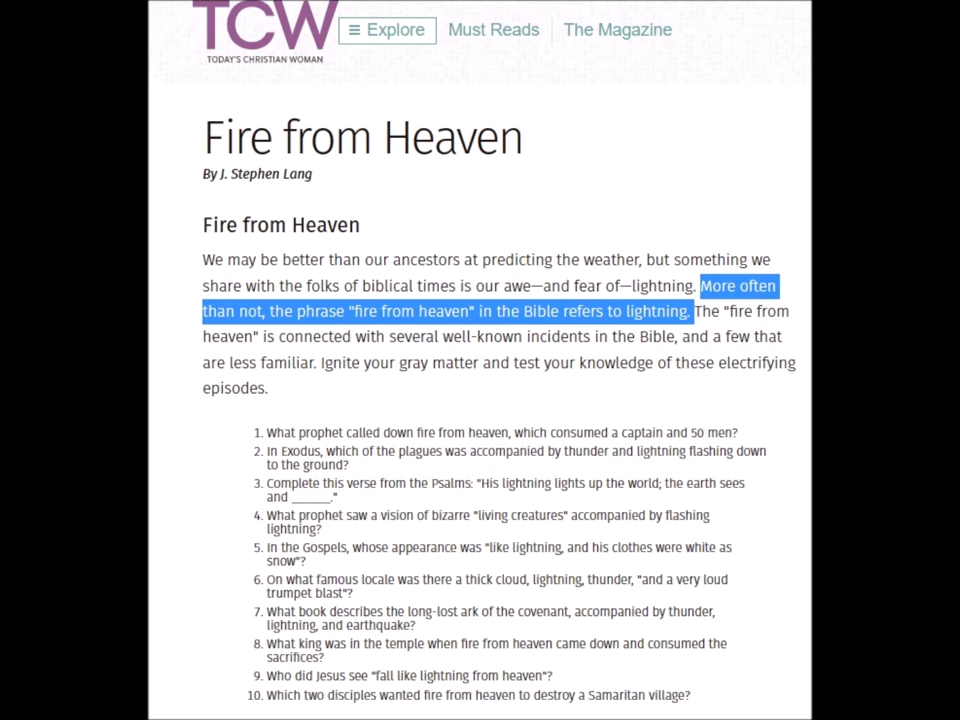 TCW
TODAY'S CHRISTIAN WOMAN
≡ Explore
Must Reads
The Magazine
Fire from Heaven
By J. Stephen Lang
Fire from Heaven
We may be better than our ancestors at predicting the weather, but something we
share with the folks of biblical times is our awe—and fear of—lightning. More often
than not, the phrase "fire from heaven" in the Bible refers to lightning. The "fire from
heaven" is connected with several well-known incidents in the Bible, and a few that
are less familiar. Ignite your gray matter and test your knowledge of these electrifying
episodes.
1. What prophet called down fire from heaven, which consumed a captain and 50 men?
2. In Exodus, which of the plagues was accompanied by thunder and lightning flashing down
to the ground?
3. Complete this verse from the Psalms: "His lightning lights up the world; the earth sees
and ______."
4. What prophet saw a vision of bizarre "living creatures" accompanied by flashing
lightning?
5. In the Gospels, whose appearance was "like lightning, and his clothes were white as
snow"?
6. On what famous locale was there a thick cloud, lightning, thunder, "and a very loud
trumpet blast"?
7. What book describes the long-lost ark of the covenant, accompanied by thunder,
lightning, and earthquake?
8. What king was in the temple when fire from heaven came down and consumed the
sacrifices?
9. Who did Jesus see "fall like lightning from heaven"?
10. Which two disciples wanted fire from heaven to destroy a Samaritan village?